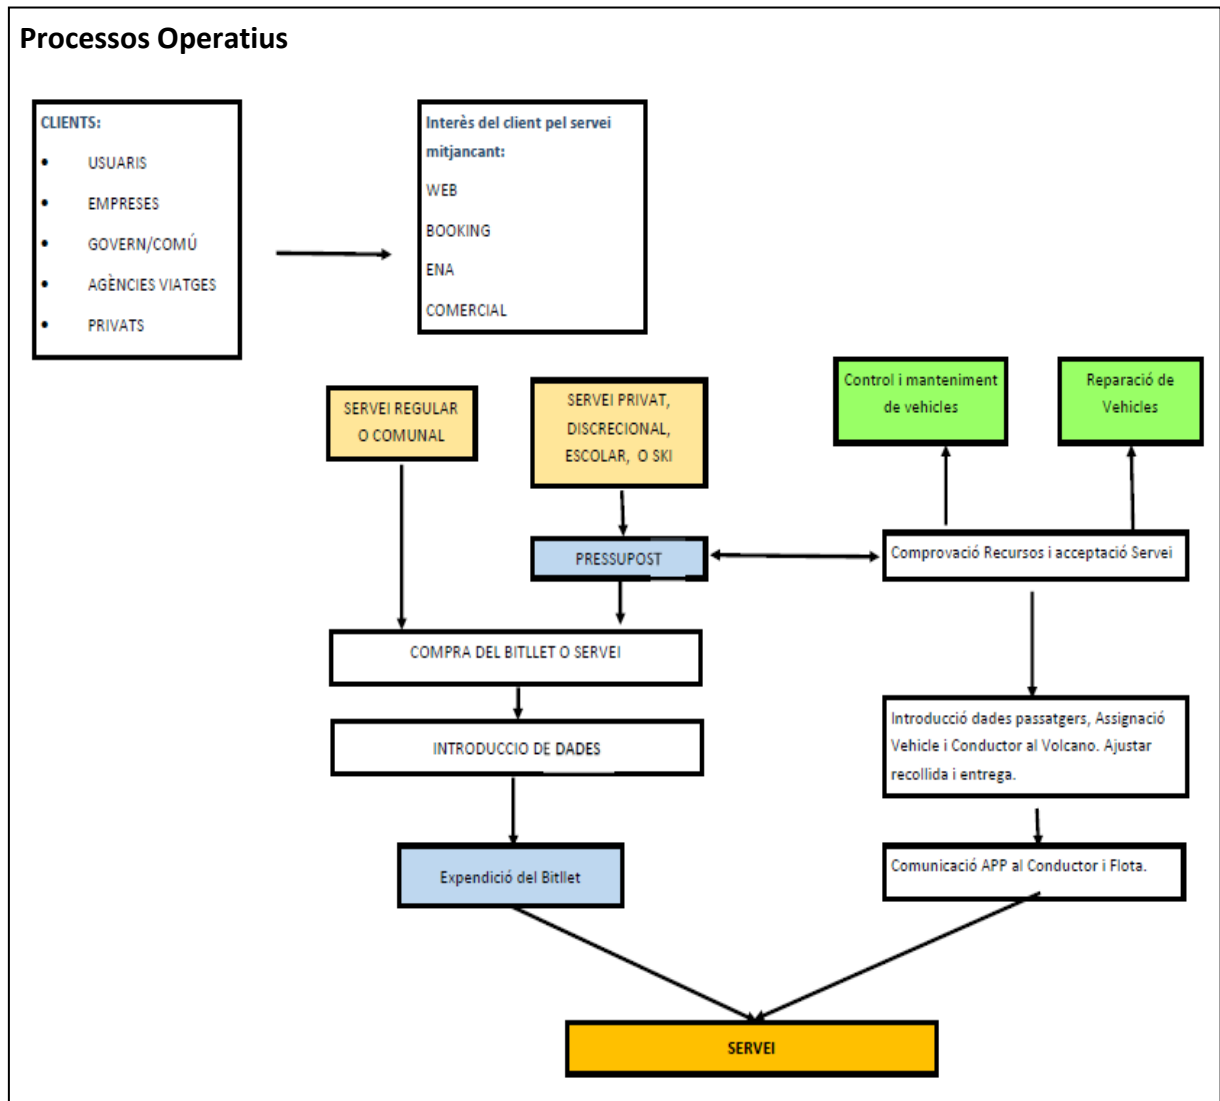 Processos Operatius
CLIENTS:
• USUARIS
• EMPRESES
• GOVERN/COMÚ
• AGÈNCIES VIATGES
• PRIVATS
Interès del client pel servei
mitjancant:
WEB
BOOKING
ENA
COMERCIAL
SERVEI REGULAR
O COMUNAL
SERVEI PRIVAT,
DISCRECIONAL,
ESCOLAR, O SKI
Control i manteniment
de vehicles
Reparació de
Vehicles
PRESSUPOST
Comprovació Recursos i acceptació Servei
COMPRA DEL BITLLET O SERVEI
INTRODUCCIO DE DADES
Introducció dades passatgers, Assignació
Vehicle i Conductor al Volcano. Ajustar
recollida i entrega.
Expendició del Bitllet
Comunicació APP al Conductor i Flota.
SERVEI